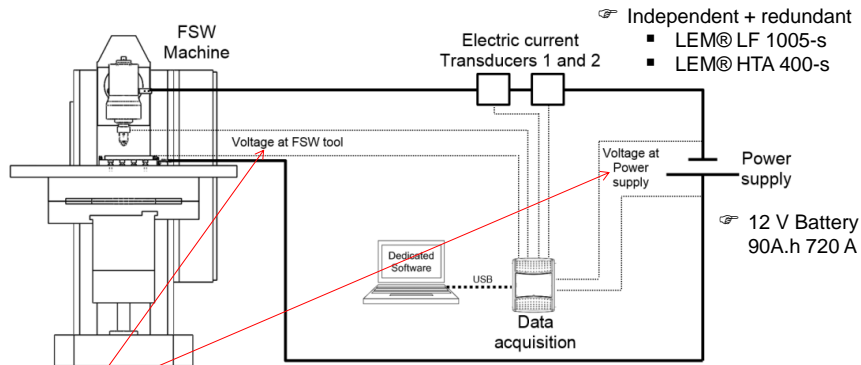 FSW
Machine
Electric current
Transducers 1 and 2
☞ Independent + redundant
▪ LEM® LF 1005-s
▪ LEM® HTA 400-s
Voltage at FSW tool
Voltage at
Power
supply
Power
supply
☞ 12 V Battery
90A.h 720 A
Dedicated
Software
USB
Data
acquisition